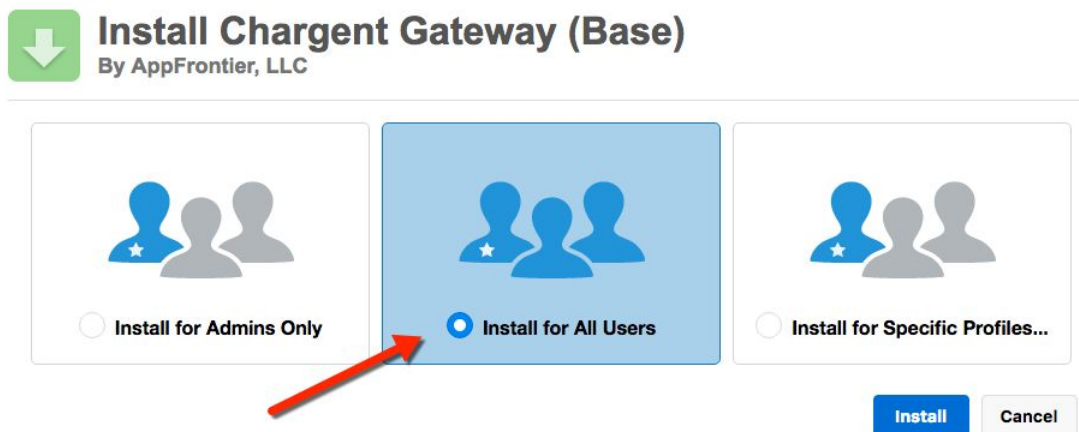 Install Chargent Gateway (Base)
By AppFrontier, LLC
Install for Admins Only
Install for All Users
Install for Specific Profiles...
Install
Cancel